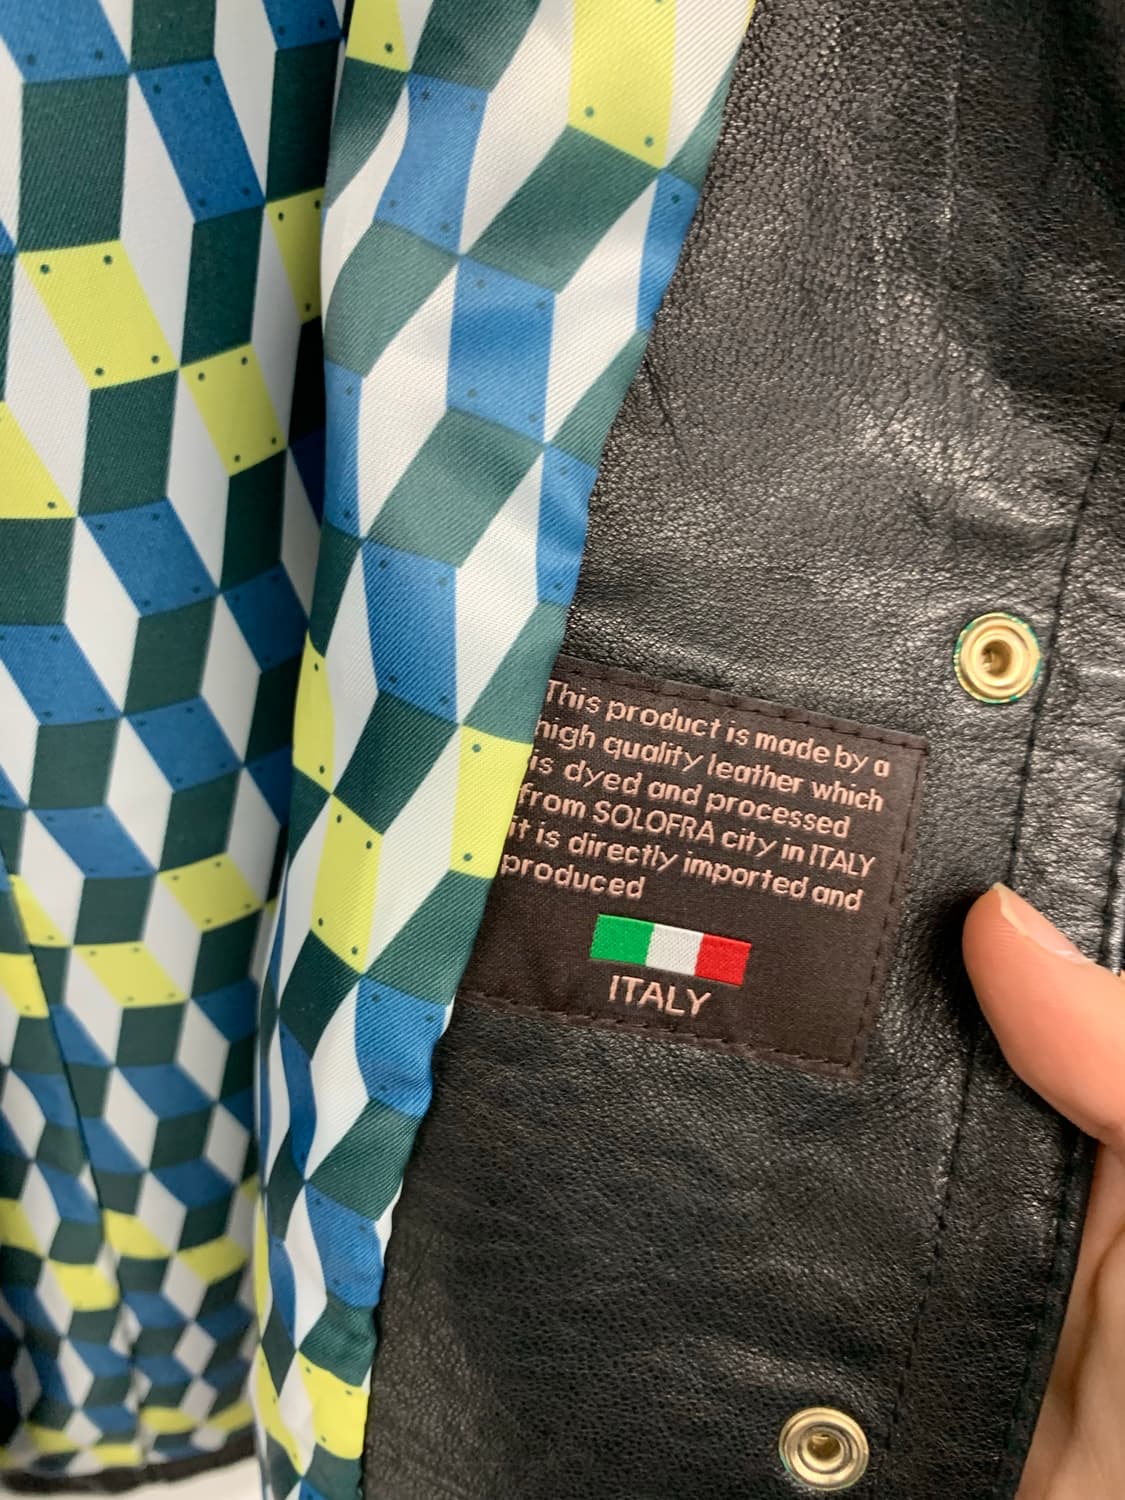 This product is made by a
high quality leather which
is dyed and processed
from SOLOFRA city in ITALY
it is directly imported and
produced
ITALY